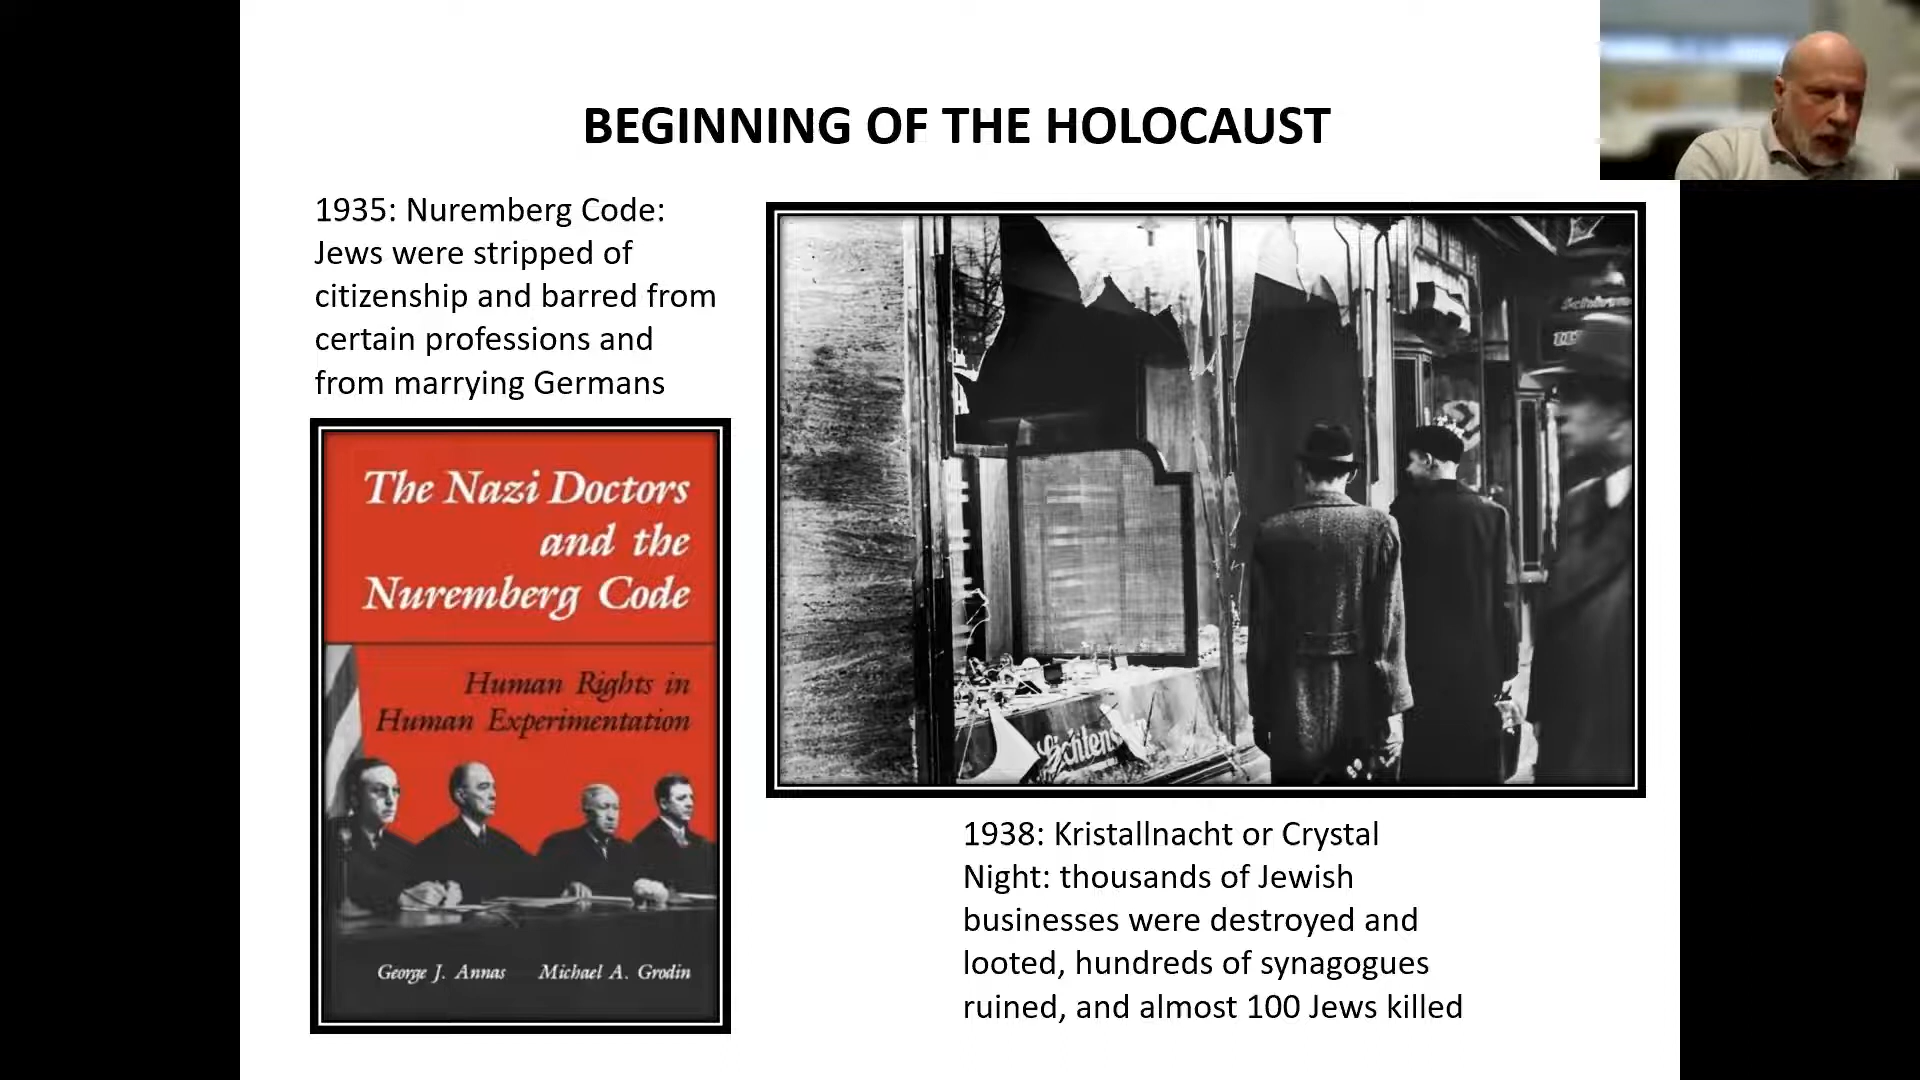 BEGINNING OF THE HOLOCAUST
1935: Nuremberg Code:
Jews were stripped of
citizenship and barred from
certain professions and
from marrying Germans
The Nazi Doctors
and the
Nuremberg Code
Human Rights in
Human Experimentation
George J. Annas Michael A. Grodin
1938: Kristallnacht or Crystal
Night: thousands of Jewish
businesses were destroyed and
looted, hundreds of synagogues
ruined, and almost 100 Jews killed